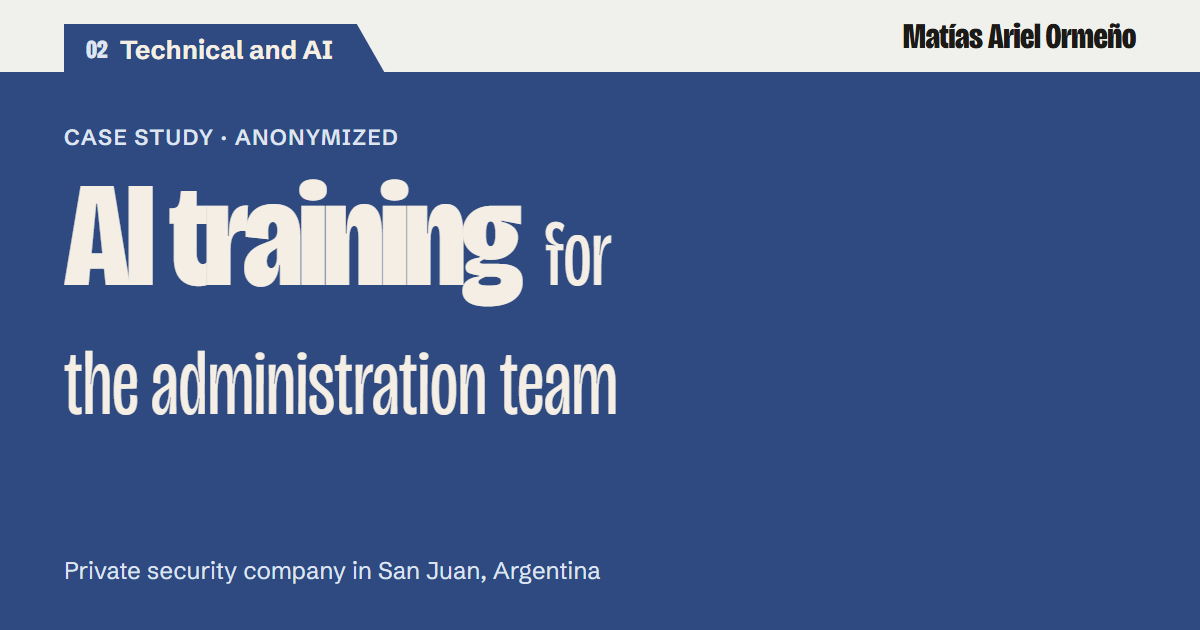 02 Technical and AI
Matías Ariel Ormeño
CASE STUDY · ANONYMIZED
AI training for
the administration team
Private security company in San Juan, Argentina